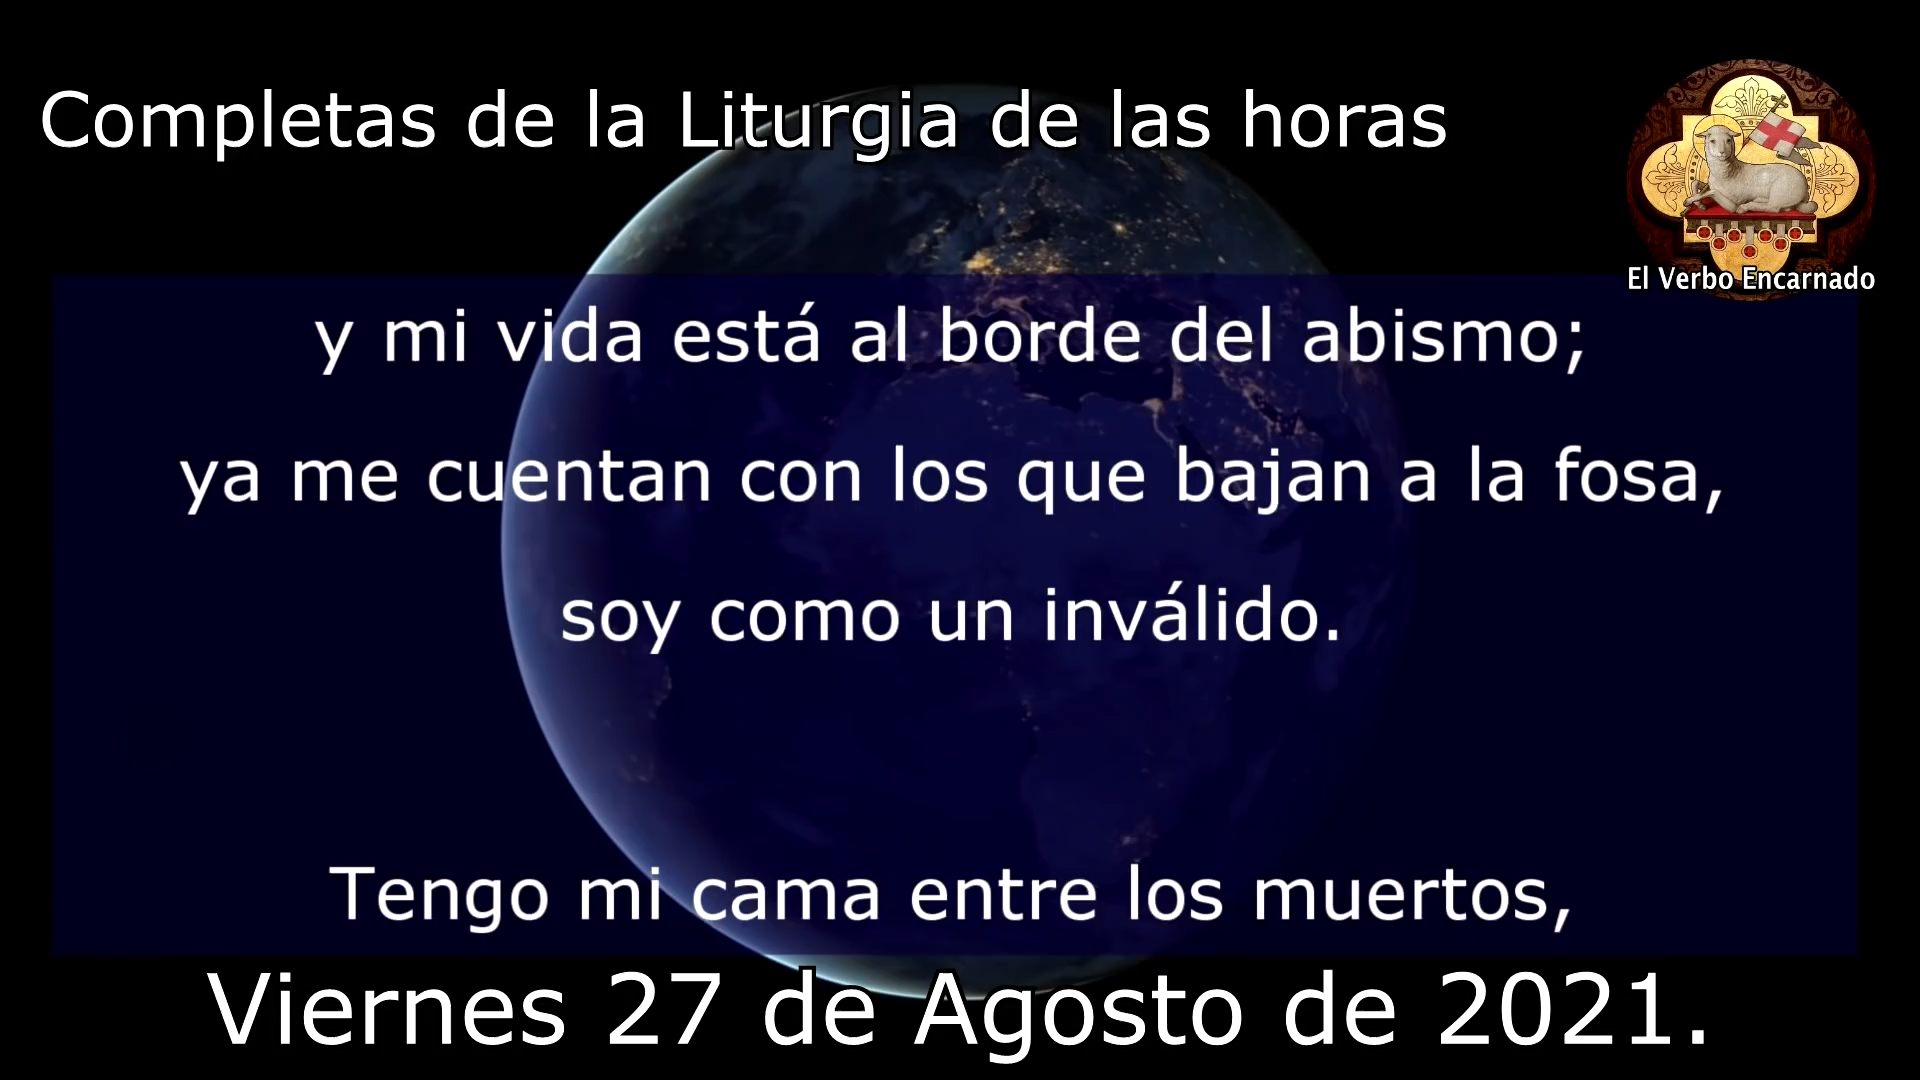 Completas de la Liturgia de las horas
El Verbo Encarnado
y mi vida está al borde del abismo;
ya me cuentan con los que bajan a la fosa,
soy como un inválido.
Tengo mi cama entre los muertos,
Viernes 27 de Agosto de 2021.